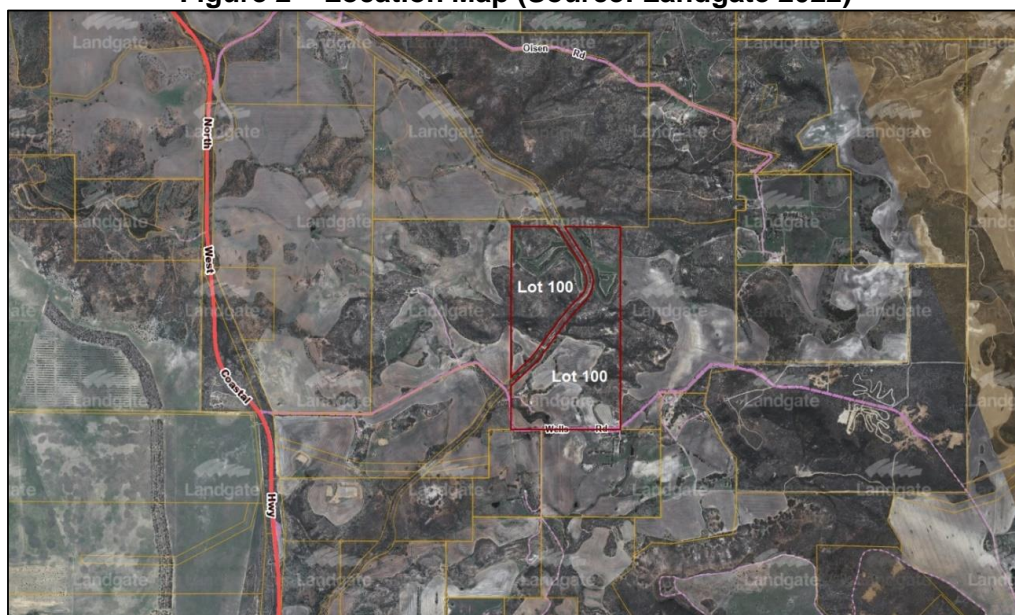 Figure 2 – Location Map (Source: Landgate 2022)
Olsen Rd
North West Coastal Hwy
Lot 100
Lot 100
Wells Rd
Landgate